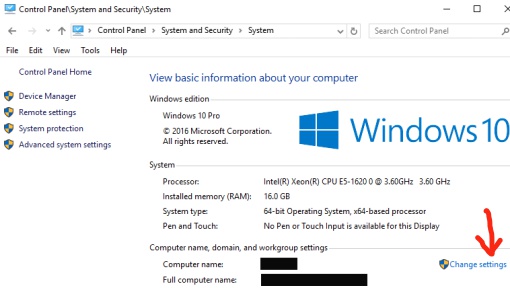 Control Panel\System and Security\System
Control Panel > System and Security > System
Search Control Panel
File Edit View Tools Help
Control Panel Home
Device Manager
Remote settings
System protection
Advanced system settings
View basic information about your computer
Windows edition
Windows 10 Pro
© 2016 Microsoft Corporation.
All rights reserved.
Windows 10
System
Processor: Intel(R) Xeon(R) CPU E5-1620 0 @ 3.60GHz 3.60 GHz
Installed memory (RAM): 16.0 GB
System type: 64-bit Operating System, x64-based processor
Pen and Touch: No Pen or Touch Input is available for this Display
Computer name, domain, and workgroup settings
Computer name:
Change settings
Full computer name: